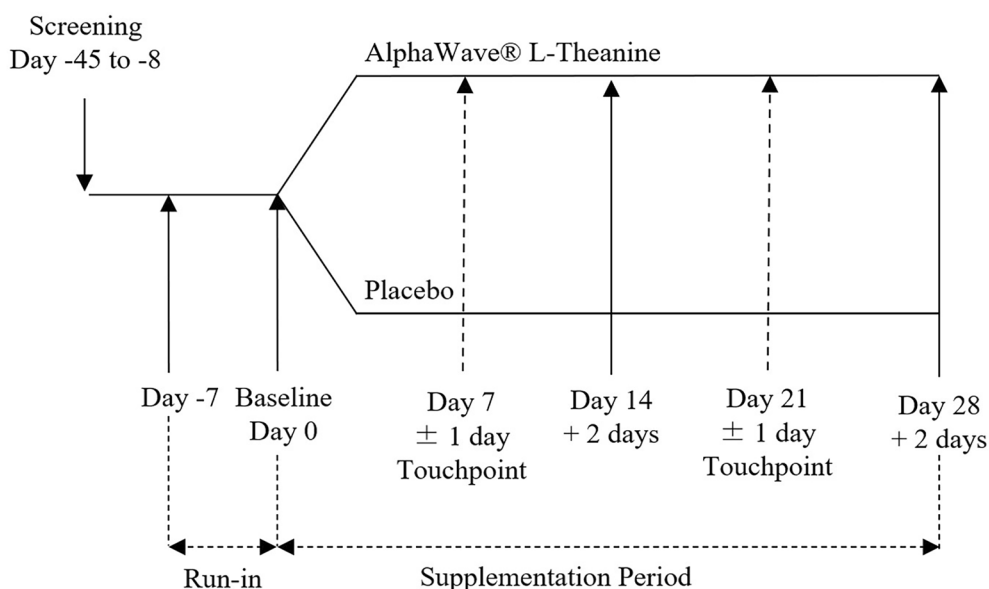 Screening
Day -45 to -8
AlphaWave® L-Theanine
Placebo
Day -7
Baseline
Day 0
Day 7
± 1 day
Touchpoint
Day 14
+ 2 days
Day 21
± 1 day
Touchpoint
Day 28
+ 2 days
Run-in
Supplementation Period